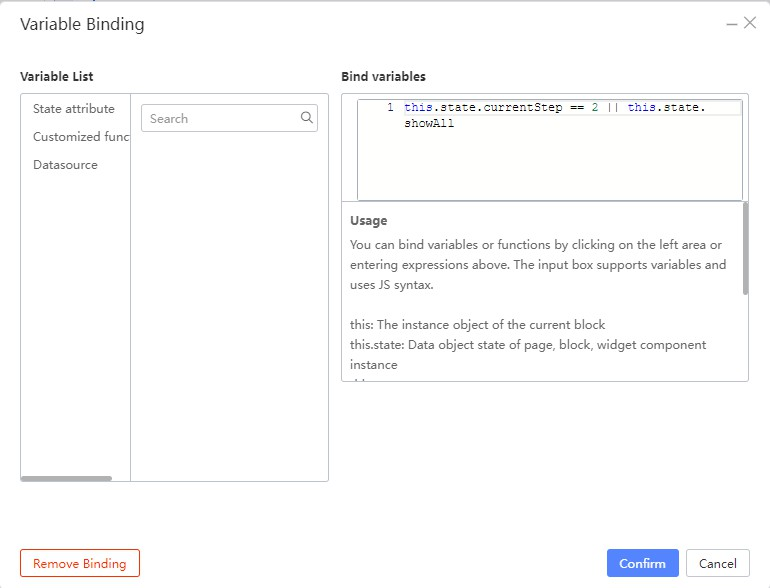 Variable Binding
Variable List
State attribute
Customized func
Datasource
Search
Bind variables
1 this.state.currentStep == 2 || this.state.
showAll
Usage
You can bind variables or functions by clicking on the left area or
entering expressions above. The input box supports variables and
uses JS syntax.
this: The instance object of the current block
this.state: Data object state of page, block, widget component
instance
Remove Binding
Confirm
Cancel